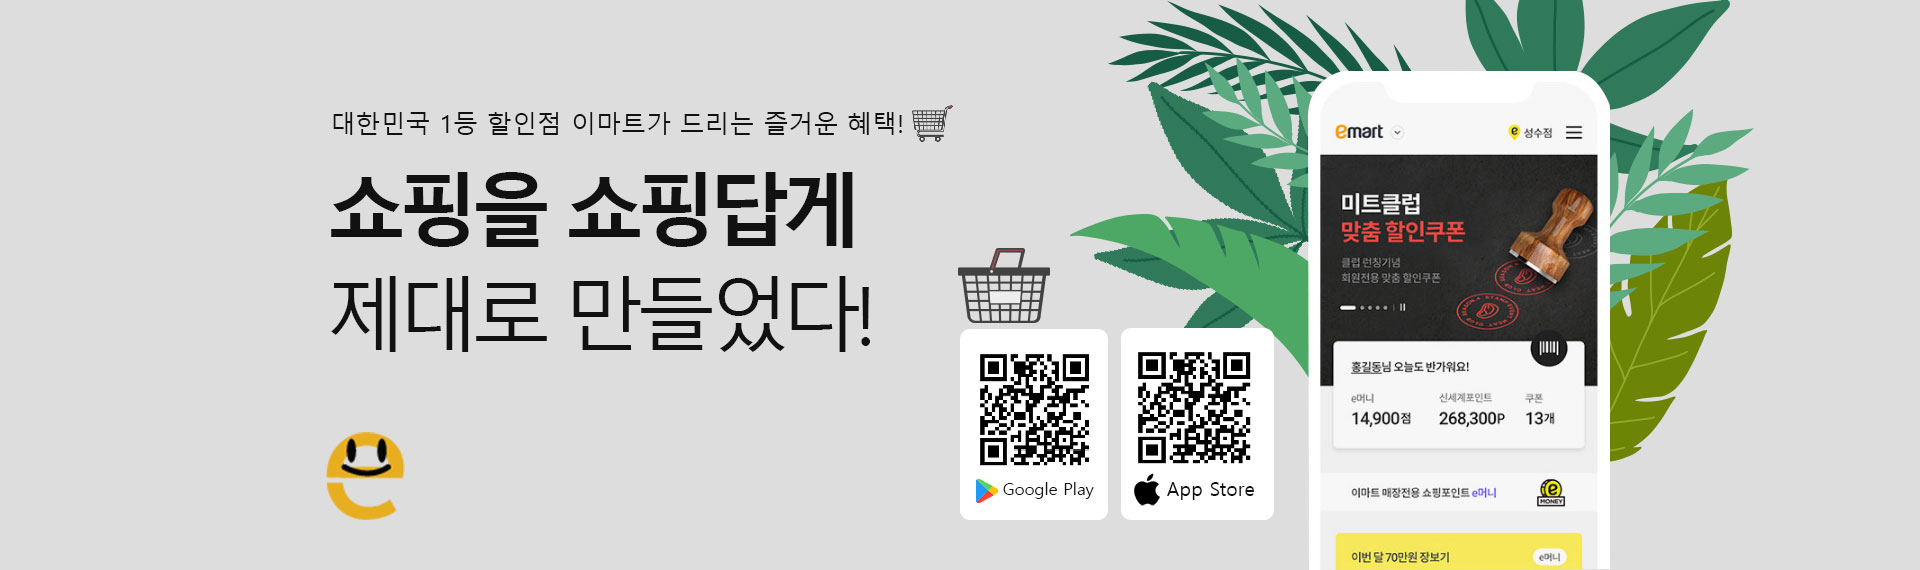 대한민국 1등 할인점 이마트가 드리는 즐거운 혜택!
쇼핑을 쇼핑답게
제대로 만들었다!
Google Play
App Store
emart
성수점
미트클럽
맞춤 할인쿠폰
클럽 런칭기념
회원전용 맞춤 할인쿠폰
홍길동님 오늘도 반가워요!
e머니 신세계포인트 쿠폰
14,900점 268,300P 13개
이마트 매장전용 쇼핑포인트 e머니
e MONEY
이번 달 70만원 장보기
e머니